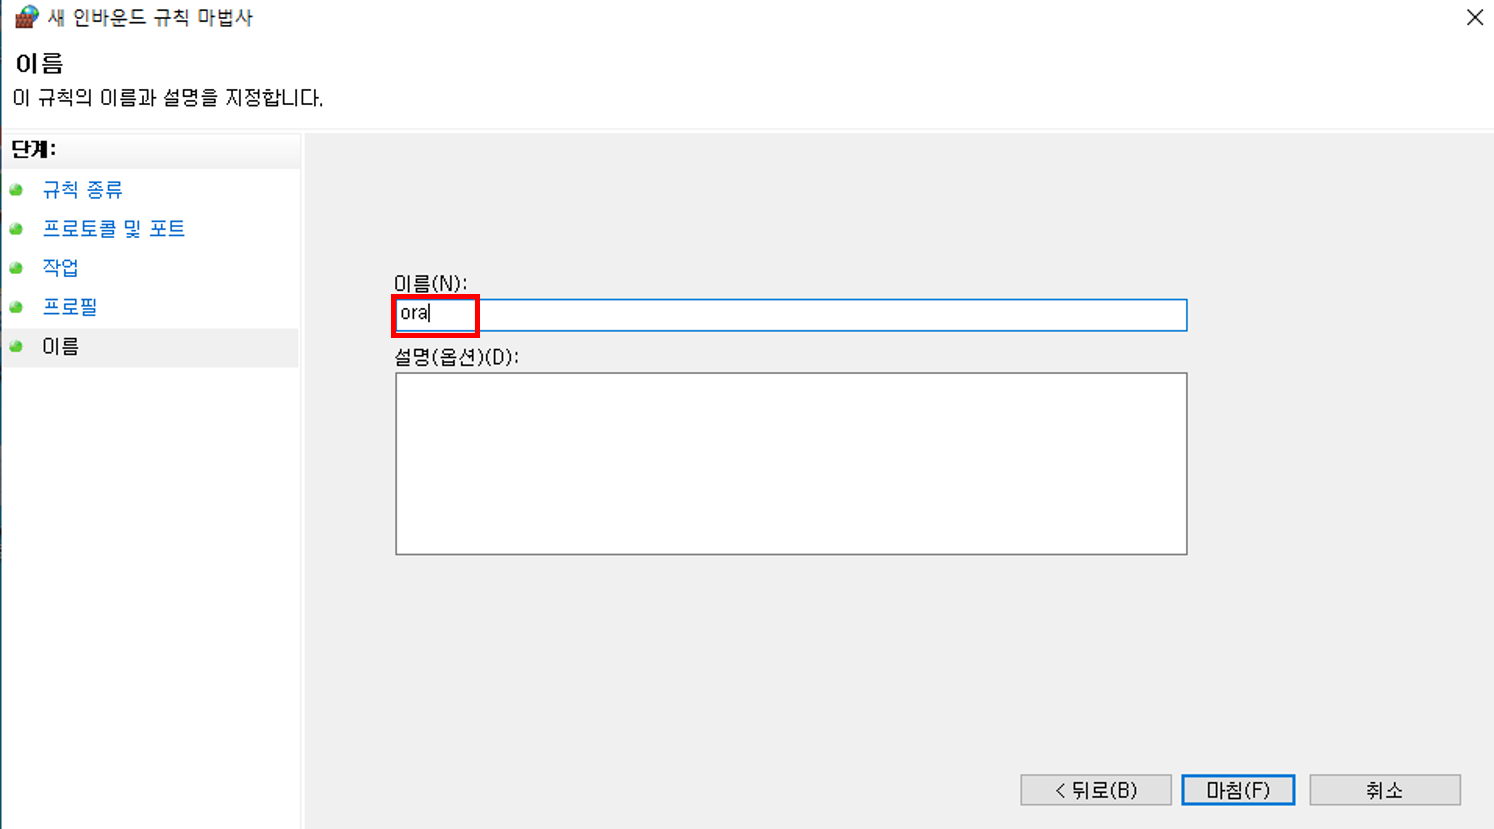 새 인바운드 규칙 마법사
이름
이 규칙의 이름과 설명을 지정합니다.
단계:
규칙 종류
프로토콜 및 포트
작업
프로필
이름
이름(N):
ora
설명(옵션)(D):
< 뒤로(B)
마침(F)
취소